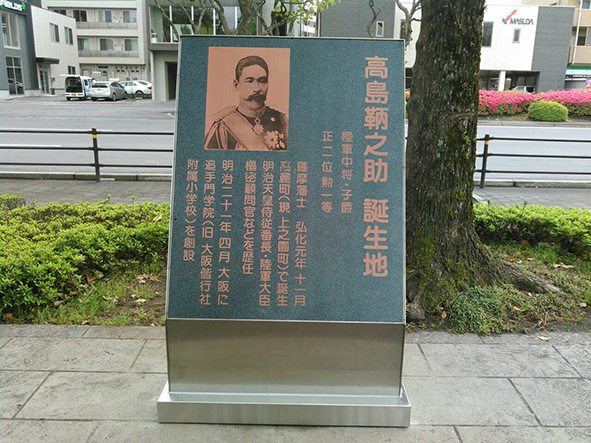 高島鞆之助 誕生地
陸軍中将・子爵
正二位 勲一等
薩摩藩士 弘化元年十一月
高麗町(現・上之園町)で誕生
明治天皇侍従番長・陸軍大臣
枢密顧問官などを歴任
明治二十一年四月 大阪に
追手門学院(旧 大阪偕行社
附属小学校)を創設
MASUDA